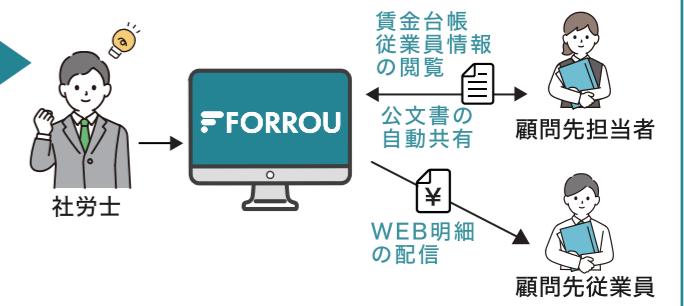 賃金台帳
従業員情報
の閲覧
FORROU
公文書の
自動共有
顧問先担当者
社労士
¥
WEB明細
の配信
顧問先従業員